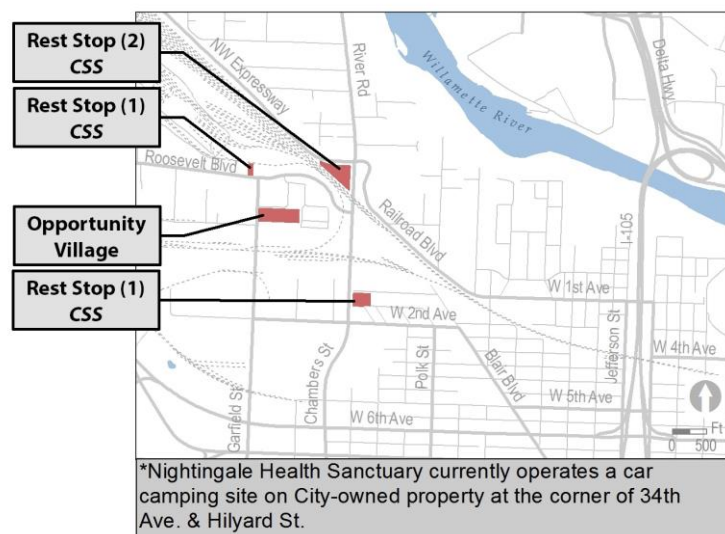 Rest Stop (2)
CSS
Rest Stop (1)
CSS
Opportunity
Village
Rest Stop (1)
CSS
NW Expressway
River Rd
Delta Hwy
Willamette River
Roosevelt Blvd
Railroad Blvd
I-105
W 1st Ave
W 2nd Ave
Jefferson St
W 4th Ave
Garfield St
Chambers St
Polk St
Blair Blvd
W 5th Ave
W 6th Ave
Ft
0 500
*Nightingale Health Sanctuary currently operates a car
camping site on City-owned property at the corner of 34th
Ave. & Hilyard St.